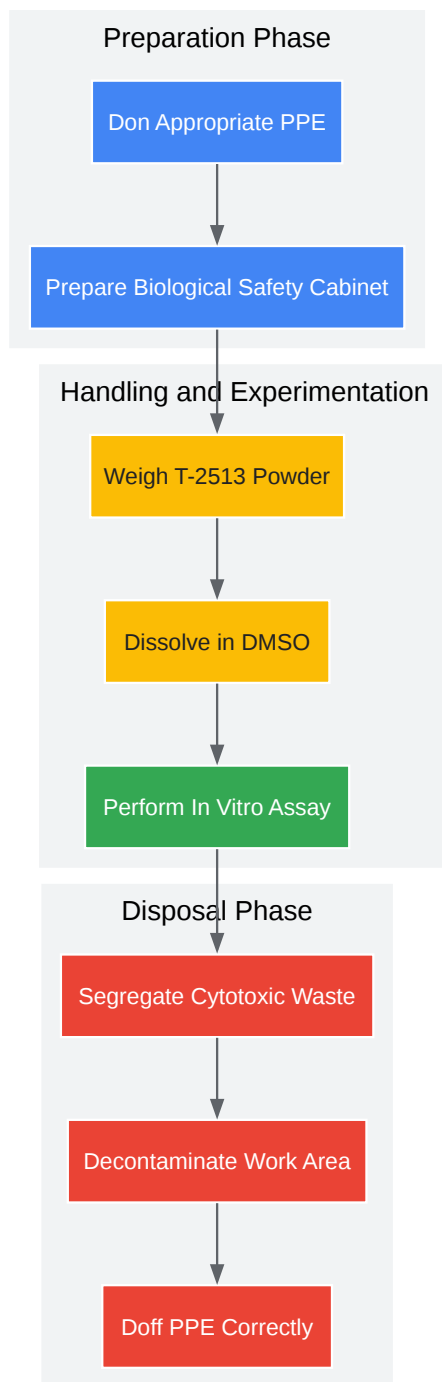 Preparation Phase
Don Appropriate PPE
Prepare Biological Safety Cabinet
Handling and Experimentation
Weigh T-2513 Powder
Dissolve in DMSO
Perform In Vitro Assay
Disposal Phase
Segregate Cytotoxic Waste
Decontaminate Work Area
Doff PPE Correctly